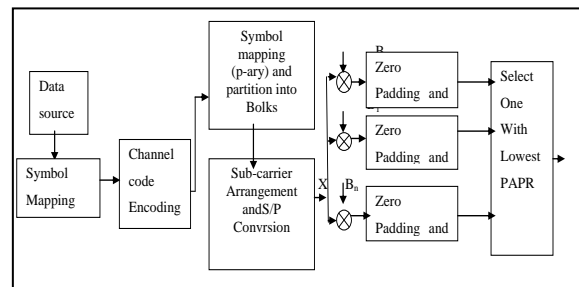 Data
source
Symbol
Mapping
Channel
code
Encoding
Symbol
mapping
(p-ary) and
partition into
Bolks
Sub-carrier
Arrangement
andS/P
Convrsion
X
B
Zero
Padding and
Zero
Padding and
Bn
Zero
Padding and
Select
One
With
Lowest
PAPR